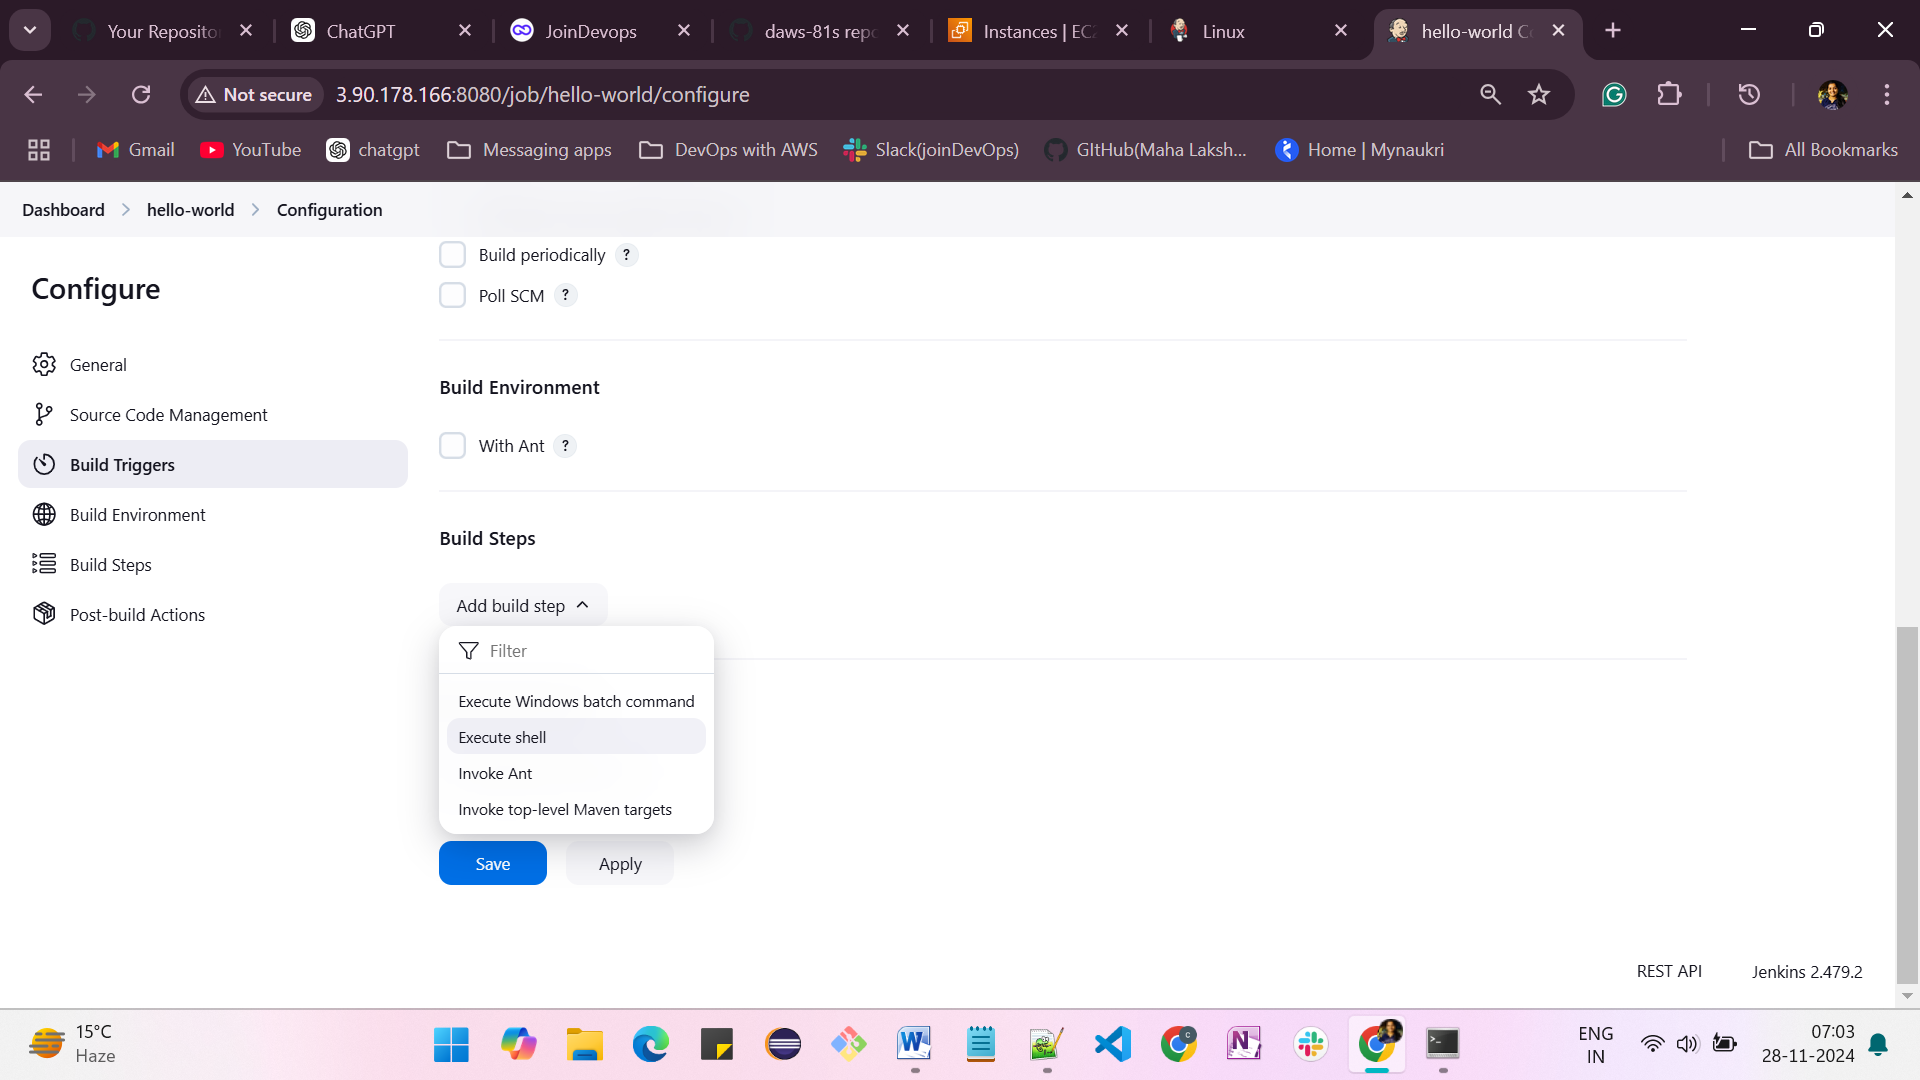 Your Repositor
ChatGPT
JoinDevops
daws-81s repo
Instances | EC2
Linux
hello-world Co
Not secure
3.90.178.166:8080/job/hello-world/configure
Gmail
YouTube
chatgpt
Messaging apps
DevOps with AWS
Slack(joinDevOps)
GItHub(Maha Laksh...
Home | Mynaukri
All Bookmarks
Dashboard
hello-world
Configuration
Configure
General
Source Code Management
Build Triggers
Build Environment
Build Steps
Post-build Actions
Build periodically ?
Poll SCM ?
Build Environment
With Ant ?
Build Steps
Add build step
Filter
Execute Windows batch command
Execute shell
Invoke Ant
Invoke top-level Maven targets
Save
Apply
REST API
Jenkins 2.479.2
15°C
Haze
ENG
IN
07:03
28-11-2024